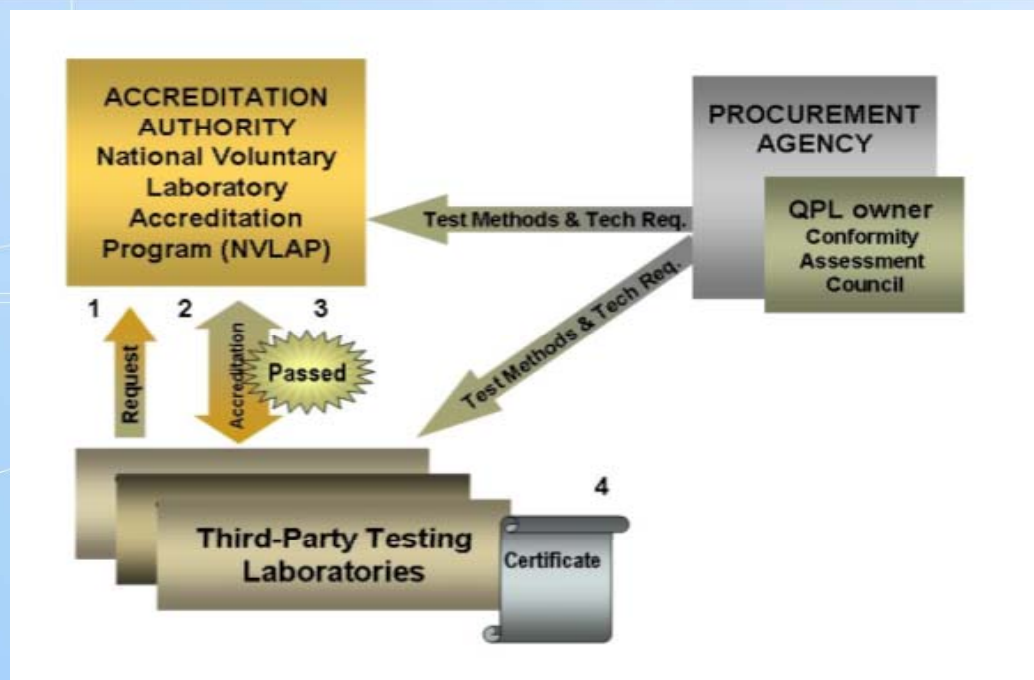 ACCREDITATION
AUTHORITY
National Voluntary
Laboratory
Accreditation
Program (NVLAP)
PROCUREMENT
AGENCY
QPL owner
Conformity
Assessment
Council
Test Methods & Tech Req.
Test Methods & Tech Req.
1
2
3
Request
Accreditation
Passed
4
Third-Party Testing
Laboratories
Certificate